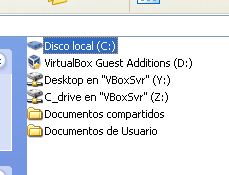 Disco local (C:)
VirtualBox Guest Additions (D:)
Desktop en "VBoxSvr" (Y:)
C_drive en "VBoxSvr" (Z:)
Documentos compartidos
Documentos de Usuario